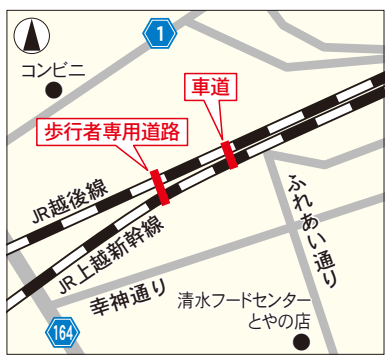 1
コンビニ
車道
歩行者専用道路
JR越後線
JR上越新幹線
ふれあい通り
幸神通り
清水フードセンター
とやの店
164